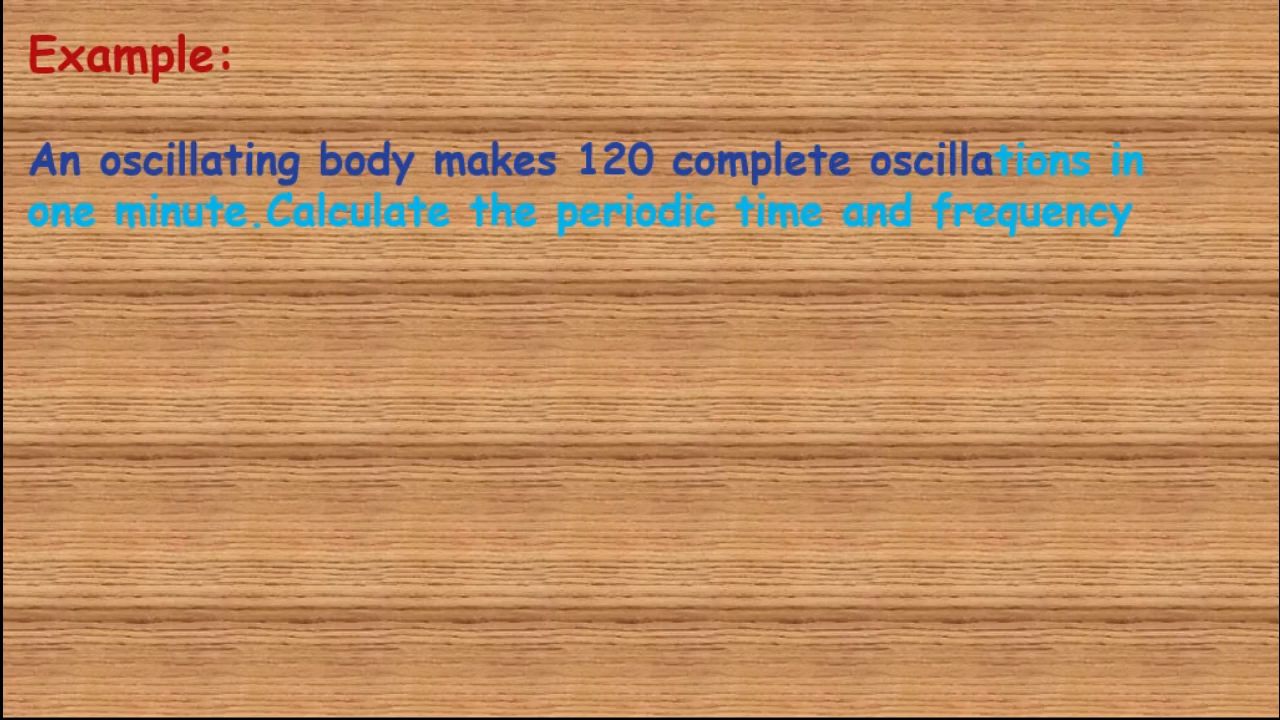 Example:
An oscillating body makes 120 complete oscillations in
one minute.Calculate the periodic time and frequency